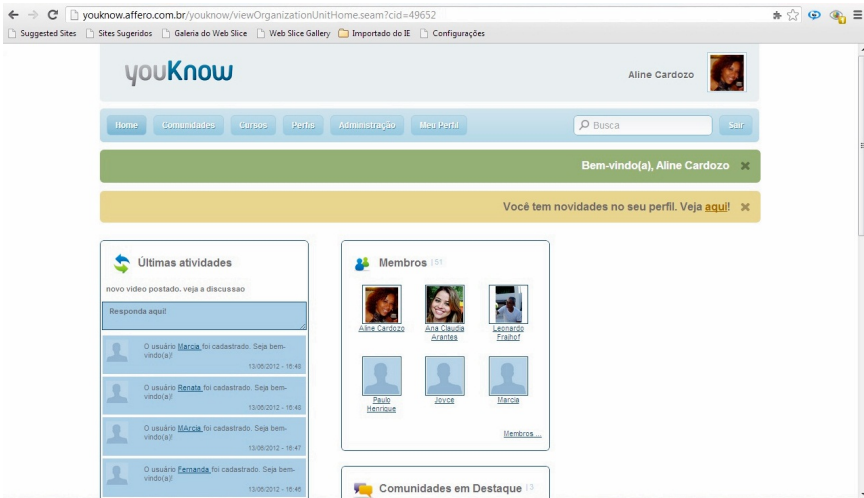 youknow.affero.com.br/youknow/viewOrganizationUnitHome.seam?cid=49652
Suggested Sites Sites Sugeridos Galeria do Web Slice Web Slice Gallery Importado do IE Configurações
youKnow
Aline Cardozo
Home Comunidades Cursos Perfis Administração Meu Perfil Busca Sair
Bem-vindo(a), Aline Cardozo
Você tem novidades no seu perfil. Veja aqui!
Últimas atividades
novo video postado. veja a discussao
Responda aqui!
O usuário Marcia foi cadastrado. Seja bem-
vindo(a)!
13/06/2012 - 16:48
O usuário Renata foi cadastrado. Seja bem-
vindo(a)!
13/06/2012 - 16:48
O usuário MArcia foi cadastrado. Seja bem-
vindo(a)!
13/06/2012 - 16:47
O usuário Fernanda foi cadastrado. Seja bem-
vindo(a)!
13/06/2012 - 16:46
Membros
Aline Cardozo
Ana Claudia
Arantes
Leonardo
Fraihof
Paulo
Henrique
Joyce
Marcia
Membros ...
Comunidades em Destaque